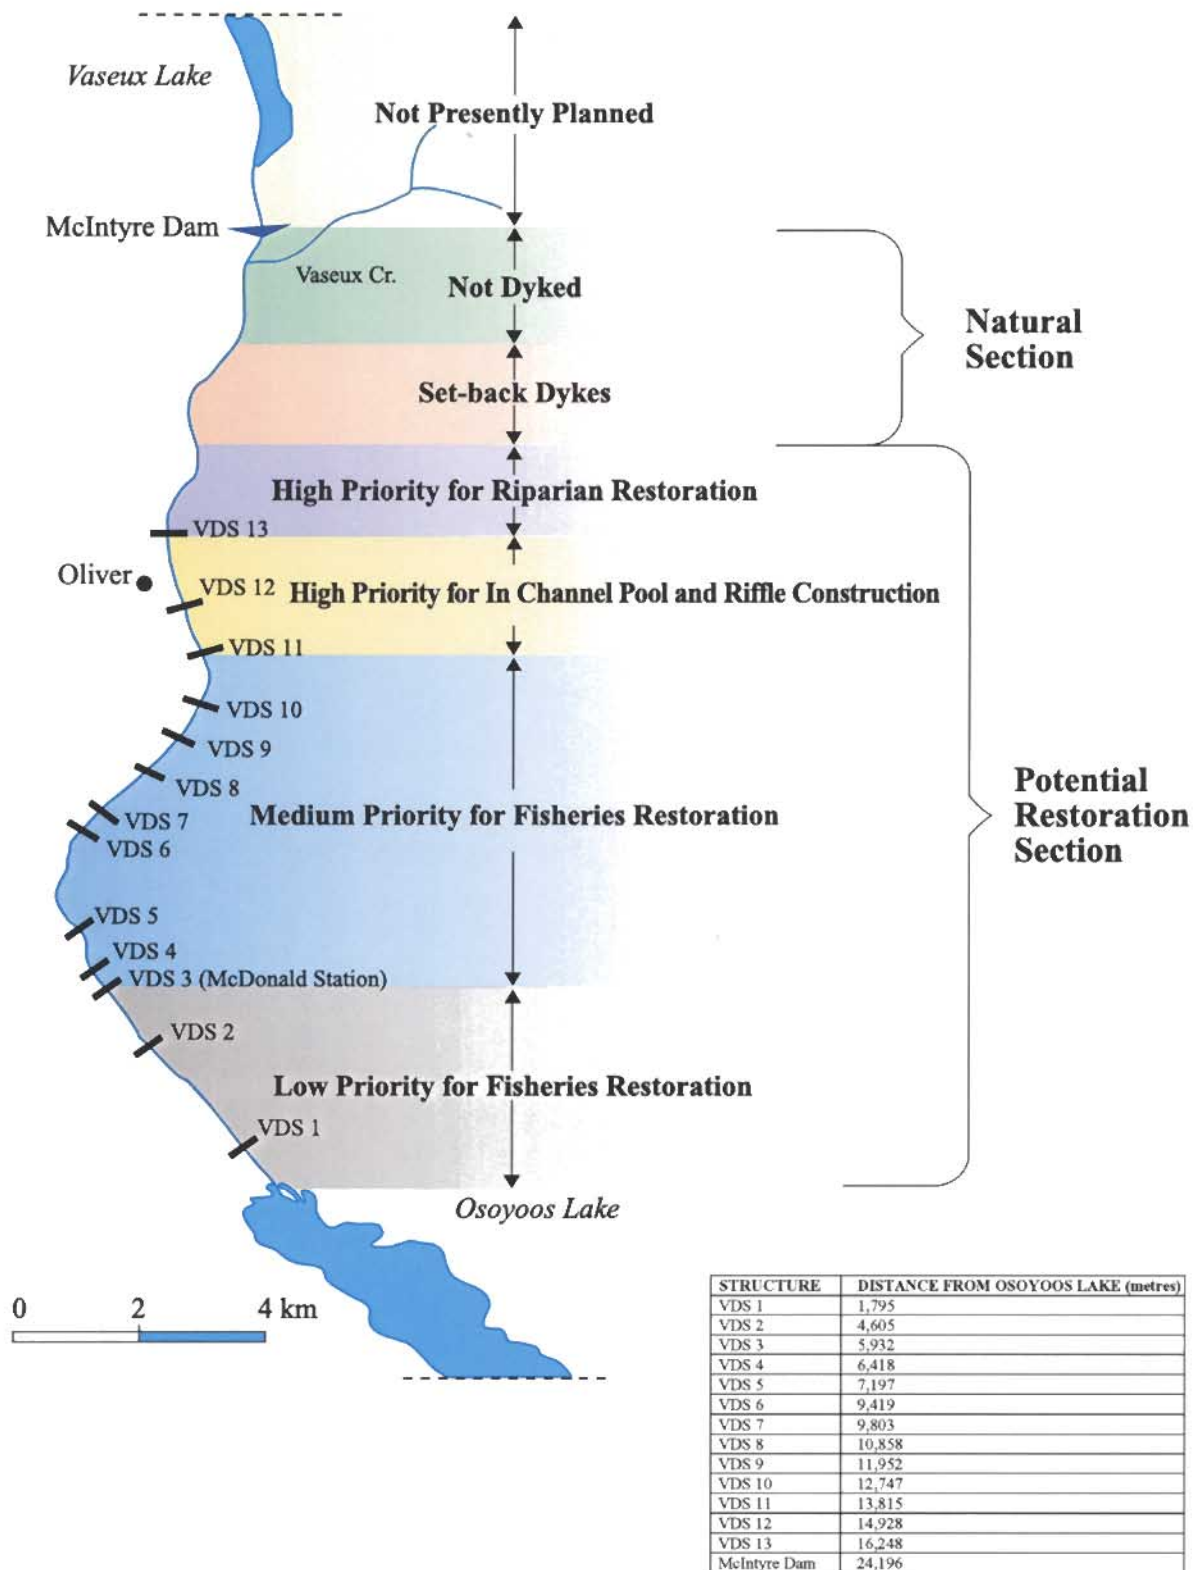 Vaseux Lake
Not Presently Planned
McIntyre Dam
Vaseux Cr.
Not Dyked
Natural
Section
Set-back Dykes
High Priority for Riparian Restoration
VDS 13
Oliver
VDS 12
High Priority for In Channel Pool and Riffle Construction
VDS 11
VDS 10
VDS 9
VDS 8
VDS 7
Medium Priority for Fisheries Restoration
VDS 6
Potential
Restoration
Section
VDS 5
VDS 4
VDS 3 (McDonald Station)
VDS 2
Low Priority for Fisheries Restoration
VDS 1
Osoyoos Lake
0 2 4 km
STRUCTURE DISTANCE FROM OSOYOOS LAKE (metres)
VDS 1 1,795
VDS 2 4,605
VDS 3 5,932
VDS 4 6,418
VDS 5 7,197
VDS 6 9,419
VDS 7 9,803
VDS 8 10,858
VDS 9 11,952
VDS 10 12,747
VDS 11 13,815
VDS 12 14,928
VDS 13 16,248
McIntyre Dam 24,196